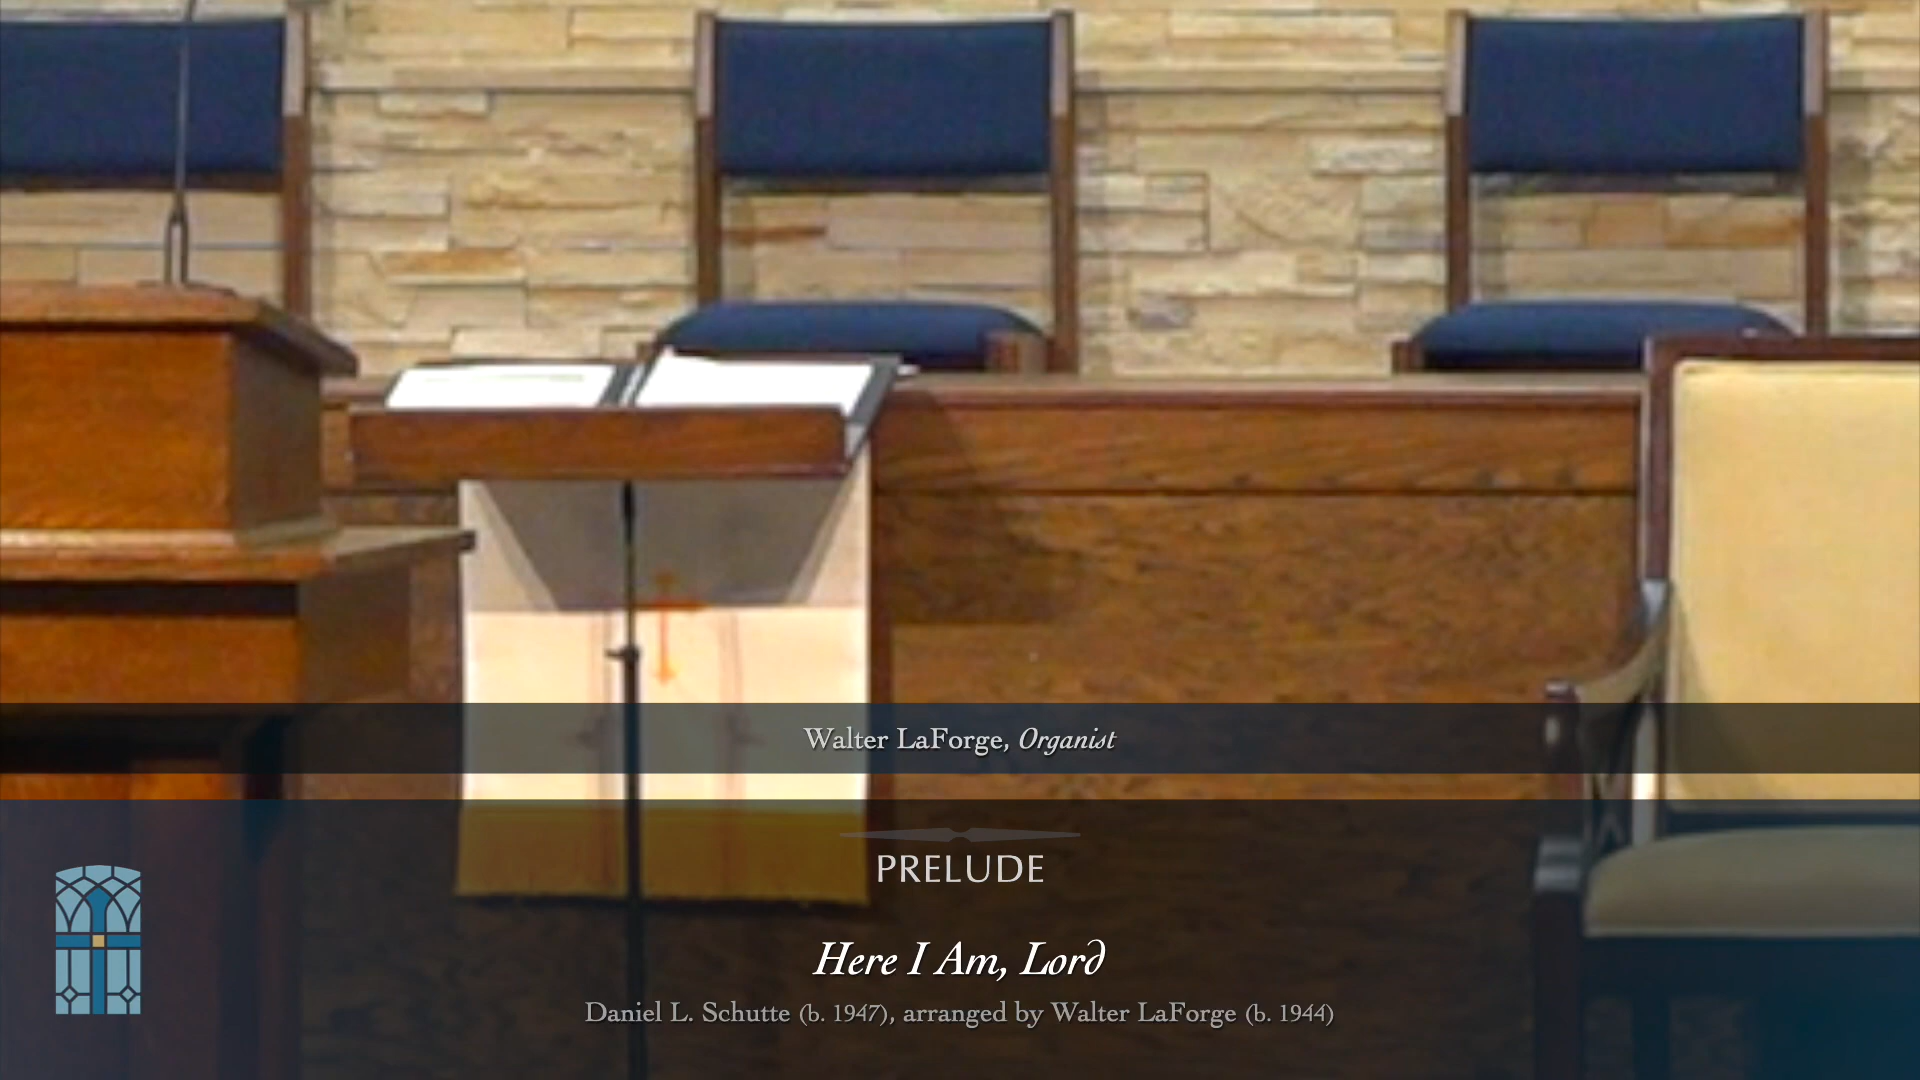 Walter LaForge, Organist
PRELUDE
Here I Am, Lord
Daniel L. Schutte (b. 1947), arranged by Walter LaForge (b. 1944)